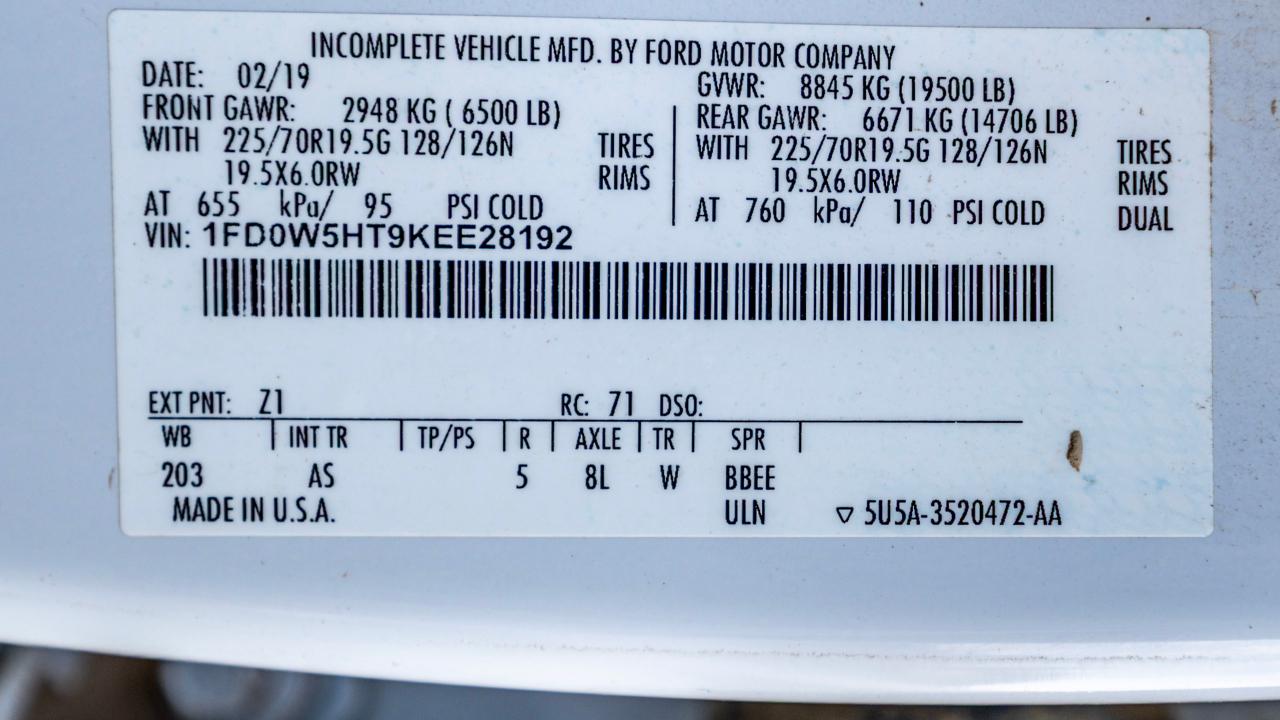 INCOMPLETE VEHICLE MFD. BY FORD MOTOR COMPANY
DATE: 02/19 GVWR: 8845 KG (19500 LB)
FRONT GAWR: 2948 KG ( 6500 LB) REAR GAWR: 6671 KG (14706 LB)
WITH 225/70R19.5G 128/126N TIRES WITH 225/70R19.5G 128/126N TIRES
19.5X6.0RW RIMS 19.5X6.0RW RIMS
AT 655 kPa/ 95 PSI COLD AT 760 kPa/ 110 PSI COLD DUAL
VIN: 1FD0W5HT9KEE28192
EXT PNT: Z1 RC: 71 DSO:
WB INT TR TP/PS R AXLE TR SPR
203 AS 5 8L W BBEE
MADE IN U.S.A. ULN ▽ 5U5A-3520472-AA